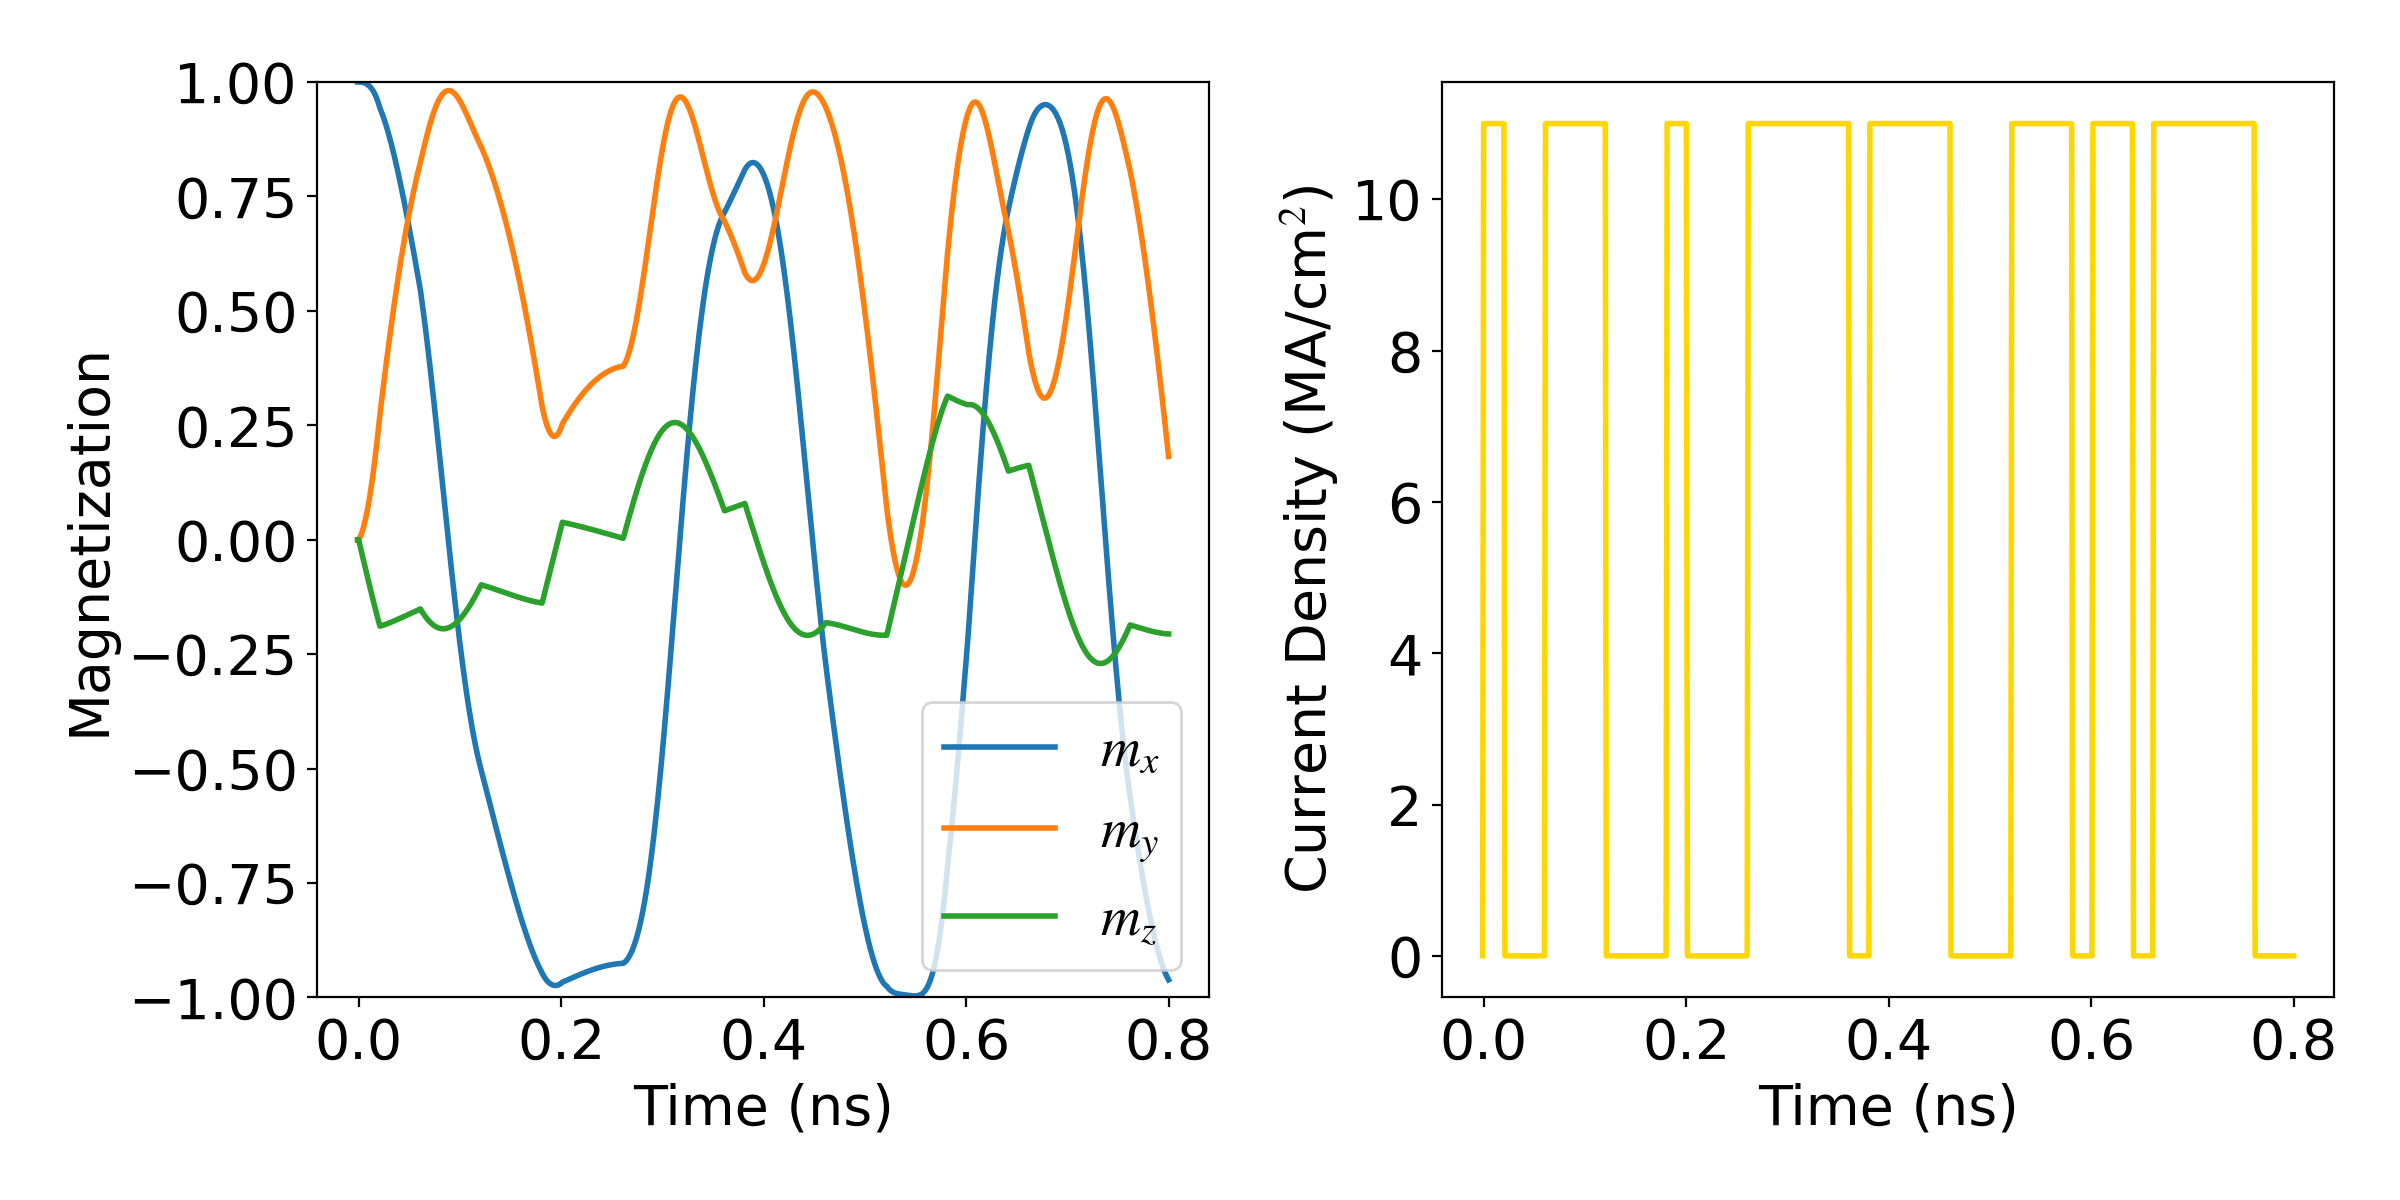 Magnetization
1.00
0.75
0.50
0.25
0.00
−0.25
−0.50
−0.75
−1.00
0.0 0.2 0.4 0.6 0.8
Time (ns)
m_x
m_y
m_z
Current Density (MA/cm²)
10
8
6
4
2
0
0.0 0.2 0.4 0.6 0.8
Time (ns)